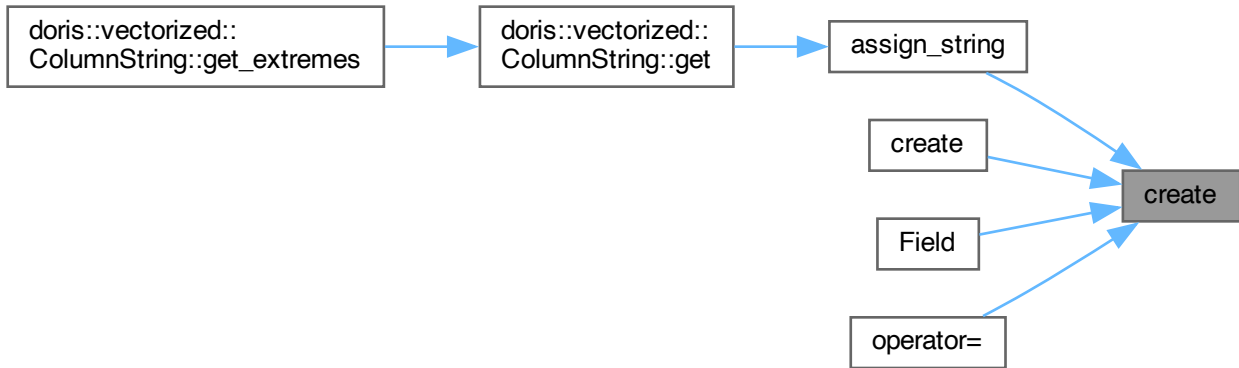 doris::vectorized::
ColumnString::get_extremes
doris::vectorized::
ColumnString::get
assign_string
create
Field
operator=
create